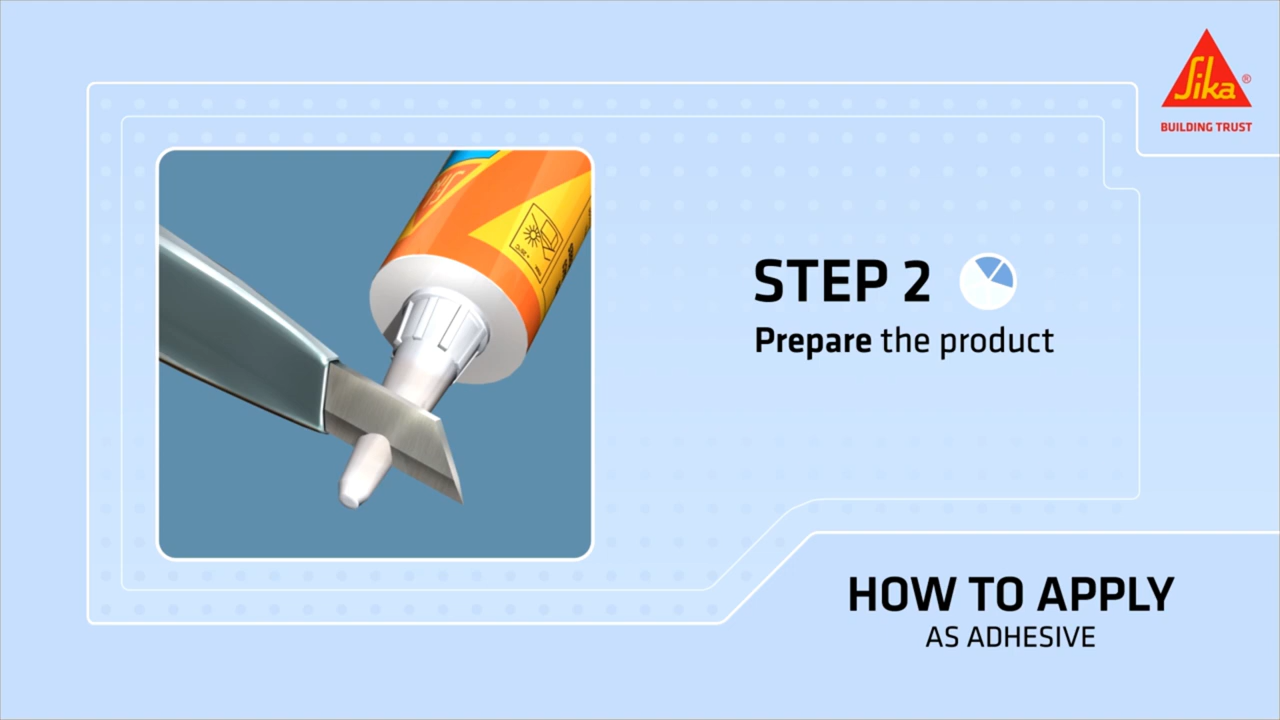 Sika®
BUILDING TRUST
STEP 2
Prepare the product
HOW TO APPLY
AS ADHESIVE